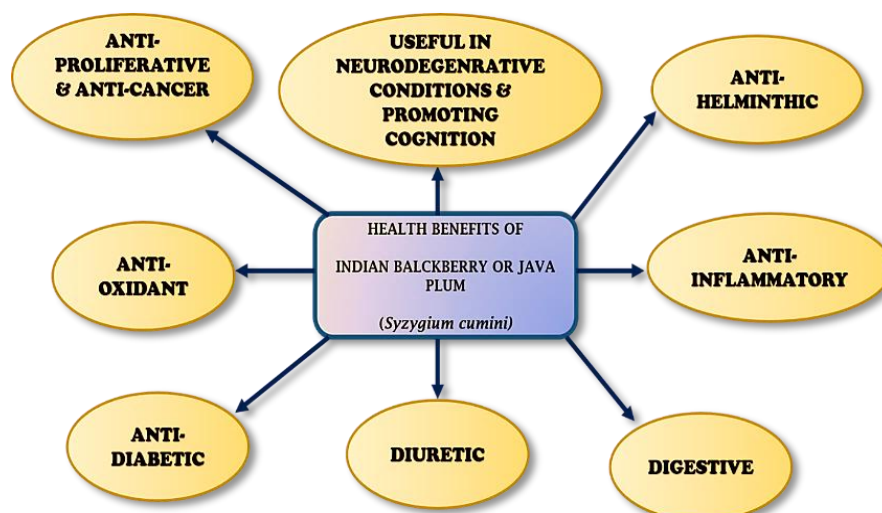 ANTI-
PROLIFERATIVE
& ANTI-CANCER
USEFUL IN
NEURODEGENRATIVE
CONDITIONS &
PROMOTING
COGNITION
ANTI-
HELMINTHIC
HEALTH BENEFITS OF
INDIAN BALCKBERRY OR JAVA
PLUM
(Syzygium cumini)
ANTI-
OXIDANT
ANTI-
INFLAMMATORY
ANTI-
DIABETIC
DIURETIC
DIGESTIVE